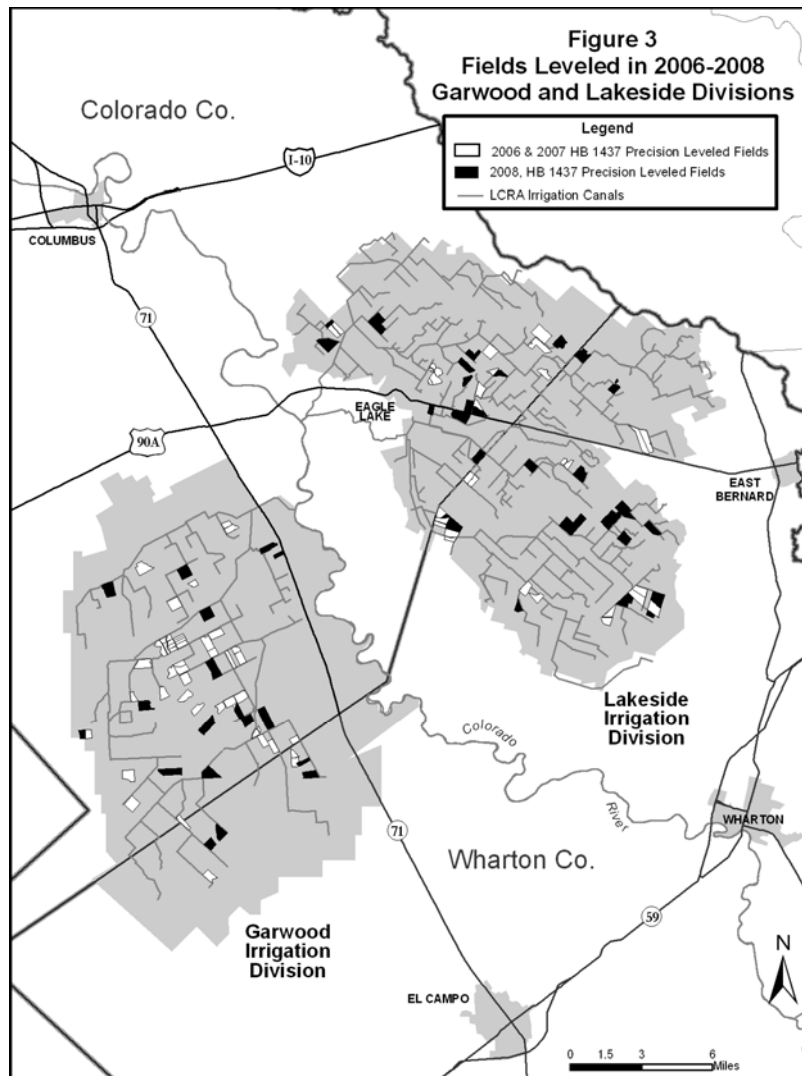 Figure 3
Fields Leveled in 2006-2008
Garwood and Lakeside Divisions
Legend
2006 & 2007 HB 1437 Precision Leveled Fields
2008, HB 1437 Precision Leveled Fields
LCRA Irrigation Canals
Colorado Co.
I-10
COLUMBUS
71
EAGLE
LAKE
90A
EAST
BERNARD
Lakeside
Irrigation
Division
Colorado
River
WHARTON
71
Wharton Co.
59
Garwood
Irrigation
Division
N
EL CAMPO
0 1.5 3 6
Miles